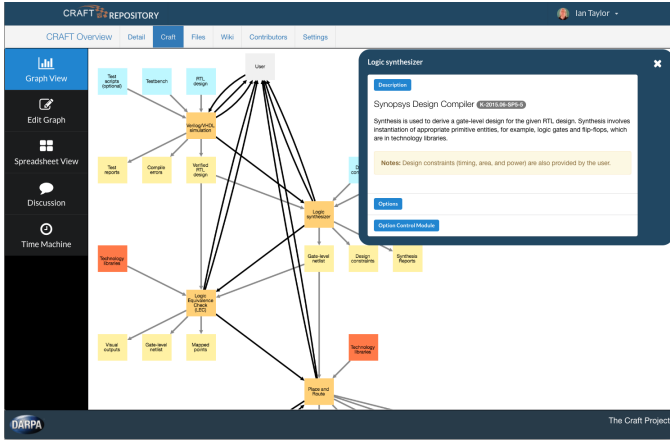 CRAFT REPOSITORY
Ian Taylor
CRAFT Overview
Detail
Craft
Files
Wiki
Contributors
Settings
Graph View
Edit Graph
Spreadsheet View
Discussion
Time Machine
User
Test
scripts
(optional)
Testbench
RTL
design
Verilog/VHDL
simulation
Test
reports
Compile
errors
Verified
RTL
design
Logic
synthesizer
Technology
libraries
Gate-level
netlist
Design
constraints
Synthesis
Reports
Logic
Equivalence
Check
(LEC)
Visual
outputs
Gate-level
netlist
Mapped
points
Technology
libraries
Place and
Route
Logic synthesizer
Description
Synopsys Design Compiler K-2015.06-SP5-5
Synthesis is used to derive a gate-level design for the given RTL design. Synthesis involves
instantiation of appropriate primitive entities, for example, logic gates and flip-flops, which
are in technology libraries.
Notes: Design constraints (timing, area, and power) are also provided by the user.
Options
Option Control Module
DARPA
The Craft Project